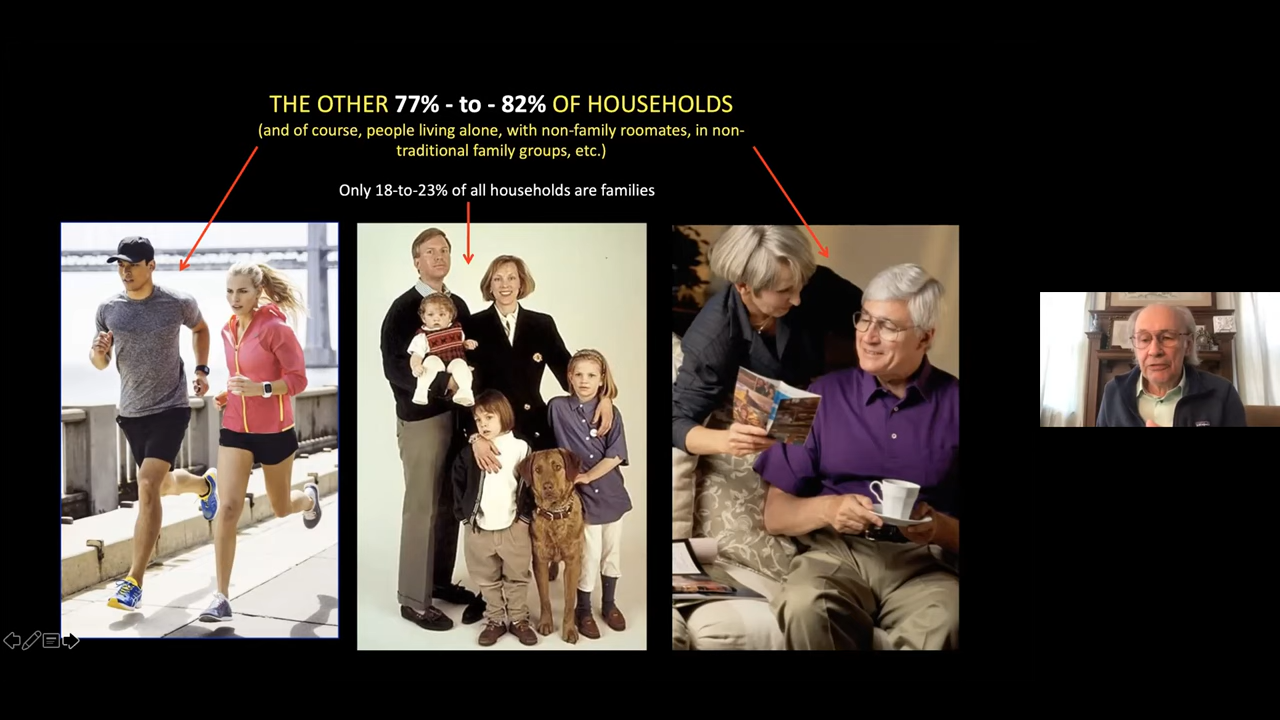 THE OTHER 77% - to - 82% OF HOUSEHOLDS
(and of course, people living alone, with non-family roomates, in non-
traditional family groups, etc.)
Only 18-to-23% of all households are families